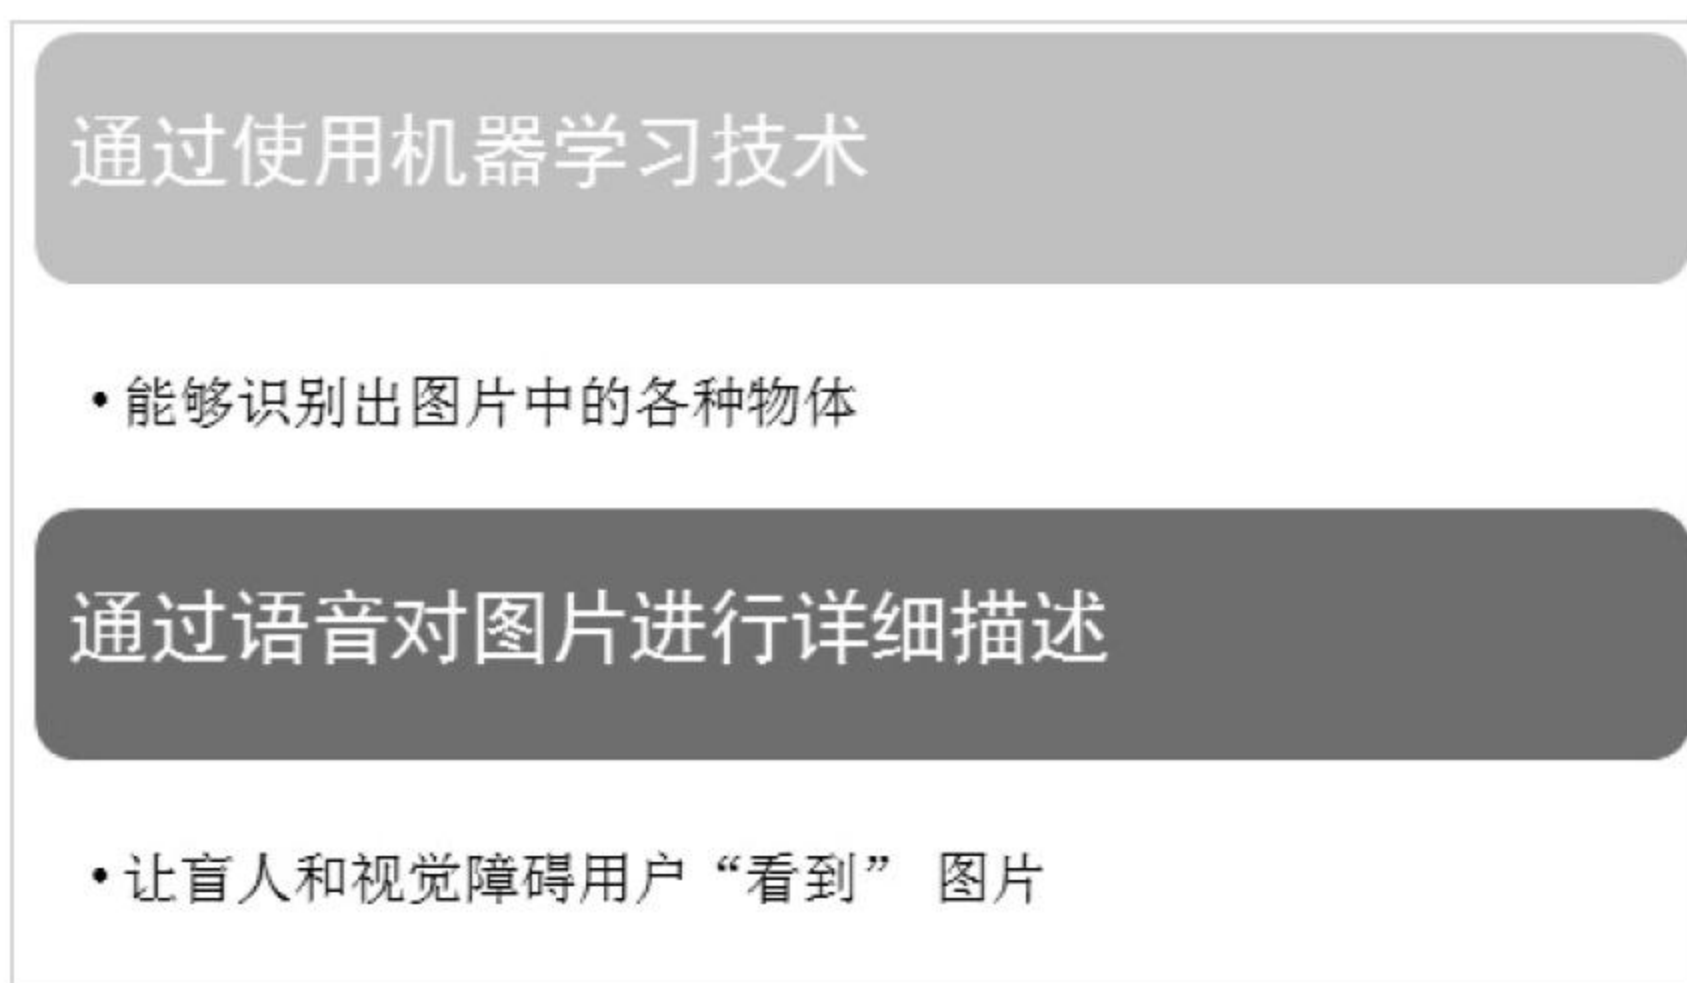 通过使用机器学习技术
• 能够识别出图片中的各种物体
通过语音对图片进行详细描述
• 让盲人和视觉障碍用户“看到” 图片